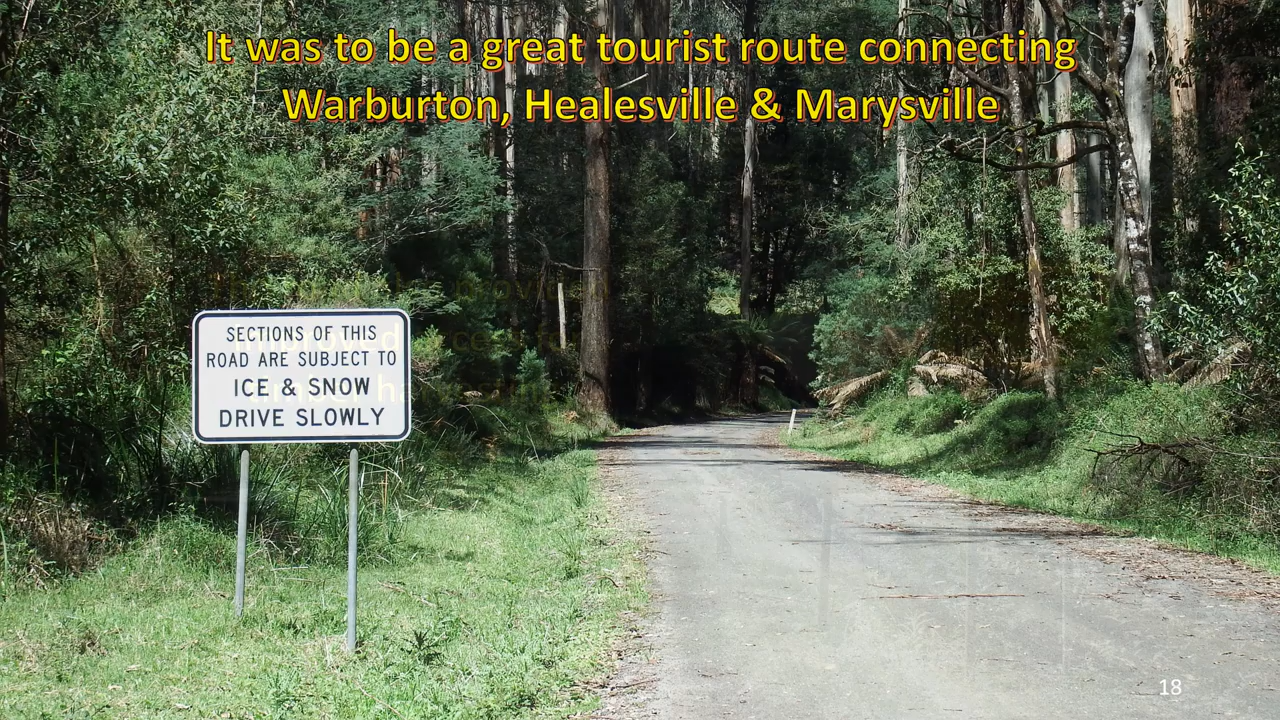 It was to be a great tourist route connecting
Warburton, Healesville & Marysville
SECTIONS OF THIS
ROAD ARE SUBJECT TO
ICE & SNOW
DRIVE SLOWLY
18